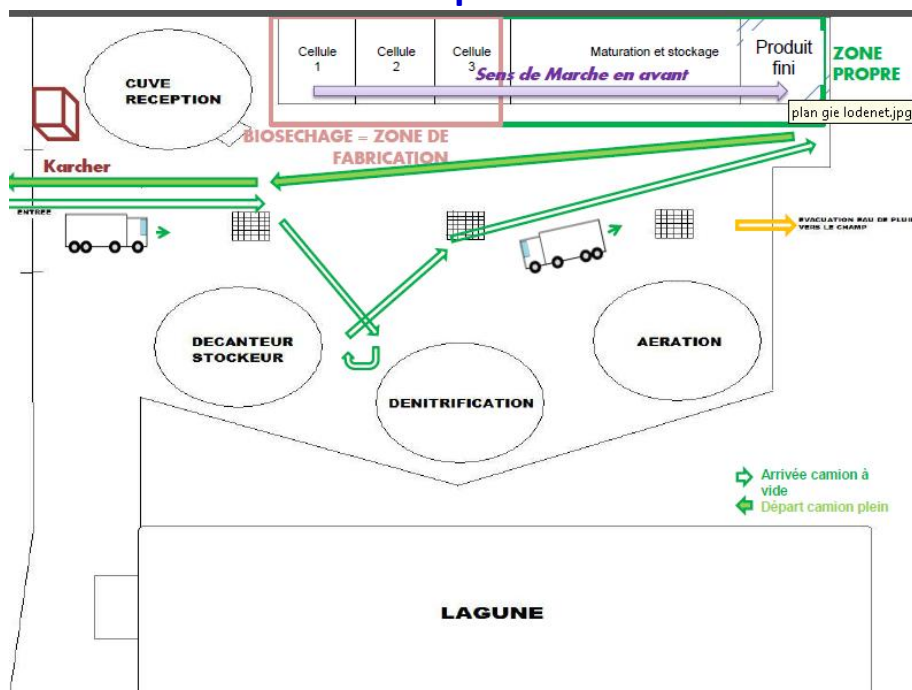 Cellule
1
Cellule
2
Cellule
3
Maturation et stockage
Produit
fini
ZONE
PROPRE
Sens de Marche en avant
plan gie lodenet.jpg
CUVE
RECEPTION
BIOSECHAGE = ZONE DE
FABRICATION
Karcher
ENTREE
EVACUATION EAU DE PLUIE
VERS LE CHAMP
DECANTEUR
STOCKEUR
AERATION
DENITRIFICATION
Arrivée camion à
vide
Départ camion plein
LAGUNE